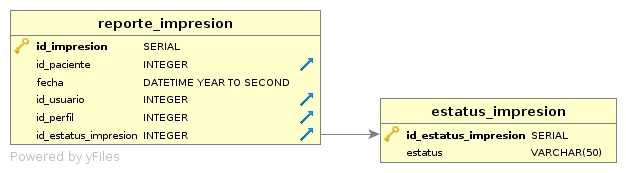 reporte_impresion
id_impresion SERIAL
id_paciente INTEGER
fecha DATETIME YEAR TO SECOND
id_usuario INTEGER
id_perfil INTEGER
id_estatus_impresion INTEGER
Powered by yFiles
estatus_impresion
id_estatus_impresion SERIAL
estatus VARCHAR(50)